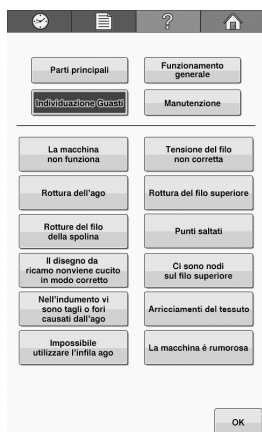 ?
Parti principali
Funzionamento
generale
Individuazione Guasti
Manutenzione
La macchina
non funziona
Tensione del filo
non corretta
Rottura dell'ago
Rottura del filo superiore
Rotture del filo
della spolina
Punti saltati
Il disegno da
ricamo nonviene cucito
in modo corretto
Ci sono nodi
sul filo superiore
Nell'indumento vi
sono tagli o fori
causati dall'ago
Arricciamenti del tessuto
Impossibile
utilizzare l'infila ago
La macchina è rumorosa
OK